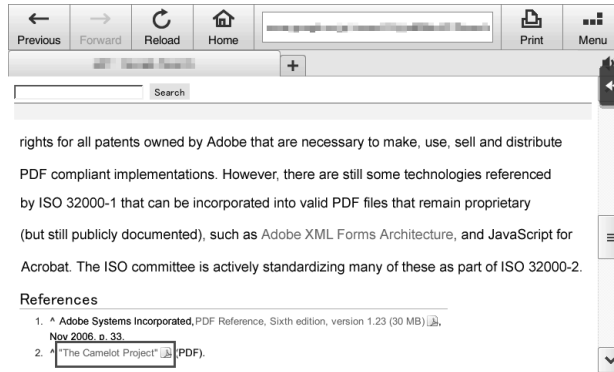 Previous
Forward
Reload
Home
Print
Menu
+
Search
rights for all patents owned by Adobe that are necessary to make, use, sell and distribute
PDF compliant implementations. However, there are still some technologies referenced
by ISO 32000-1 that can be incorporated into valid PDF files that remain proprietary
(but still publicly documented), such as Adobe XML Forms Architecture, and JavaScript for
Acrobat. The ISO committee is actively standardizing many of these as part of ISO 32000-2.
References
1. ^ Adobe Systems Incorporated, PDF Reference, Sixth edition, version 1.23 (30 MB) ,
Nov 2006, p. 33.
2. ^ "The Camelot Project" (PDF).